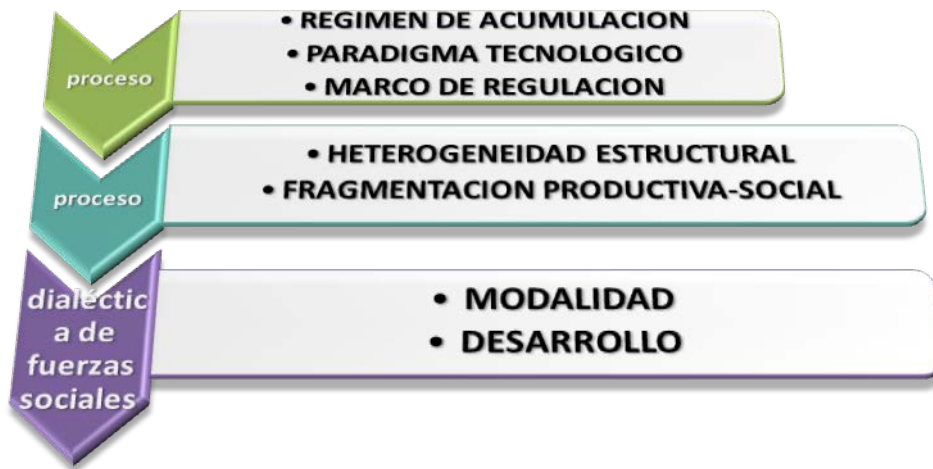 proceso
• REGIMEN DE ACUMULACIÓN
• PARADIGMA TECNOLOGICO
• MARCO DE REGULACION
proceso
• HETEROGENEIDAD ESTRUCTURAL
• FRAGMENTACION PRODUCTIVA-SOCIAL
dialéctic
a de
fuerzas
sociales
• MODALIDAD
• DESARROLLO